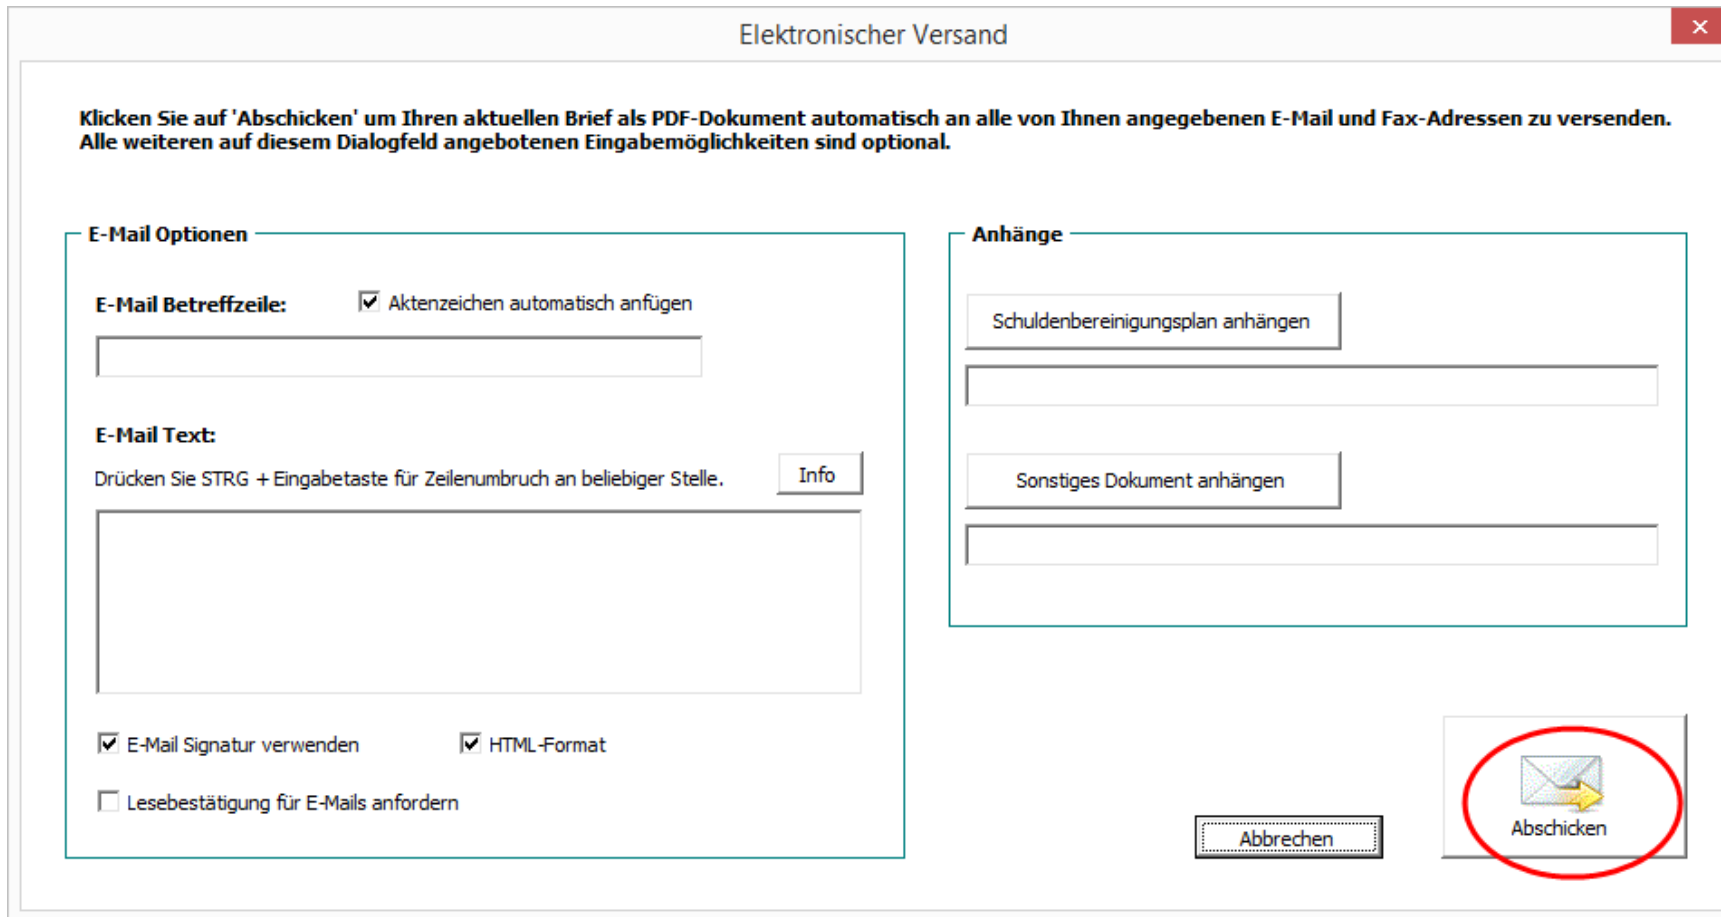 Elektronischer Versand
Klicken Sie auf 'Abschicken' um Ihren aktuellen Brief als PDF-Dokument automatisch an alle von Ihnen angegebenen E-Mail und Fax-Adressen zu versenden.
Alle weiteren auf diesem Dialogfeld angebotenen Eingabemöglichkeiten sind optional.
E-Mail Optionen
E-Mail Betreffzeile:
Aktenzeichen automatisch anfügen
E-Mail Text:
Drücken Sie STRG + Eingabetaste für Zeilenumbruch an beliebiger Stelle.
Info
E-Mail Signatur verwenden
HTML-Format
Lesebestätigung für E-Mails anfordern
Anhänge
Schuldenbereinigungsplan anhängen
Sonstiges Dokument anhängen
Abbrechen
Abschicken